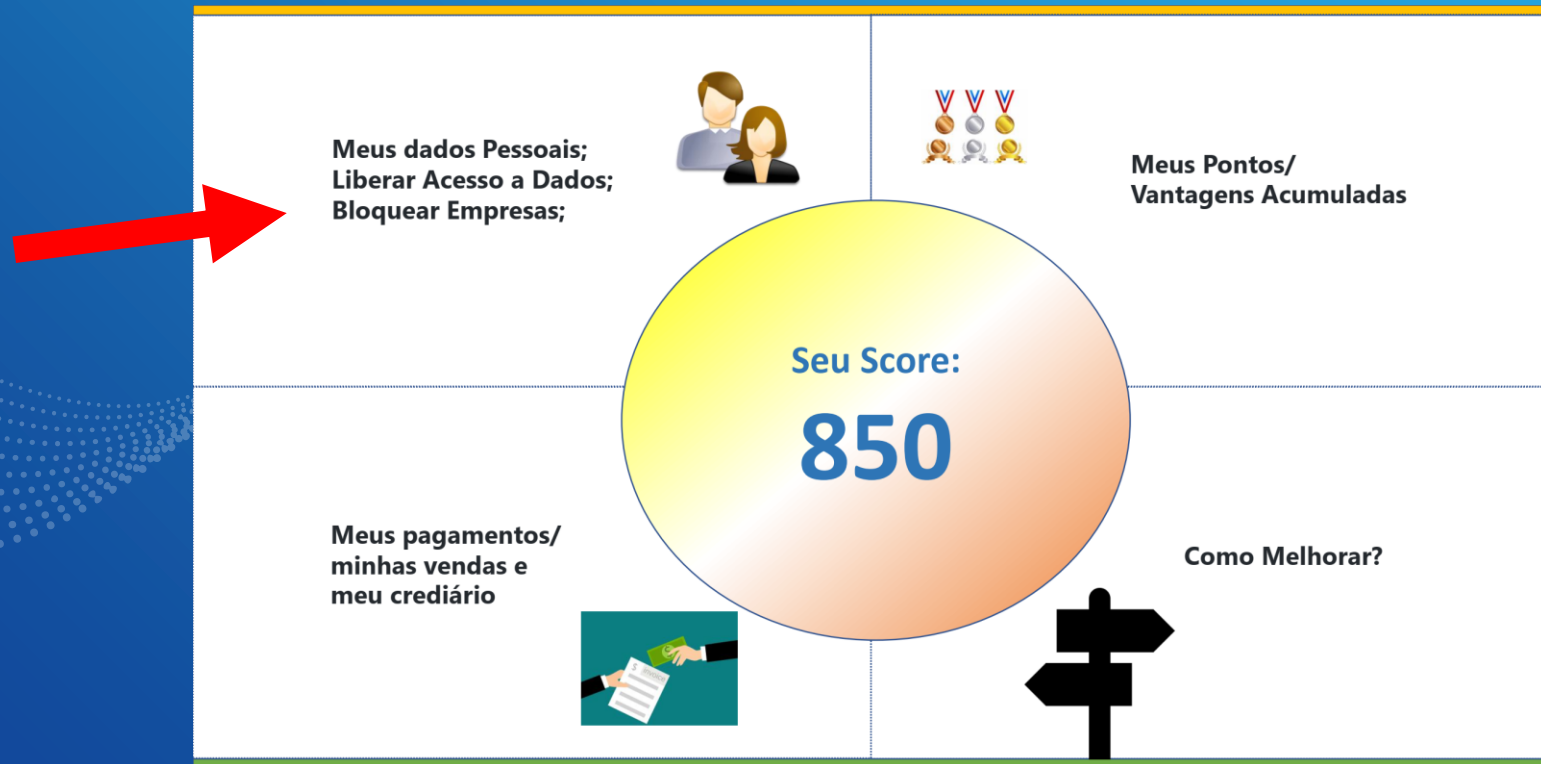 Meus dados Pessoais;
Liberar Acesso a Dados;
Bloquear Empresas;
Meus Pontos/
Vantagens Acumuladas
Seu Score:
850
Meus pagamentos/
minhas vendas e
meu crediário
$ INVOICE
Como Melhorar?